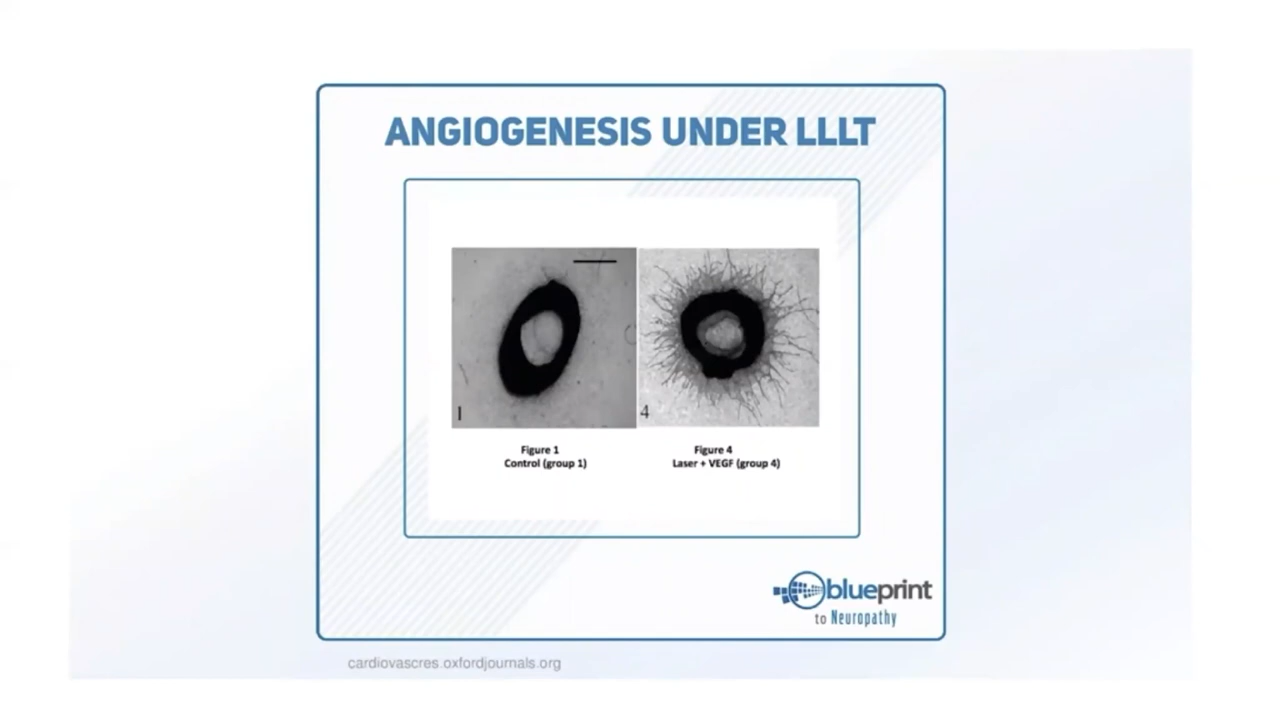 ANGIOGENESIS UNDER LLLT
1
4
Figure 1
Control (group 1)
Figure 4
Laser + VEGF (group 4)
blueprint
to Neuropathy
cardiovascres.oxfordjournals.org